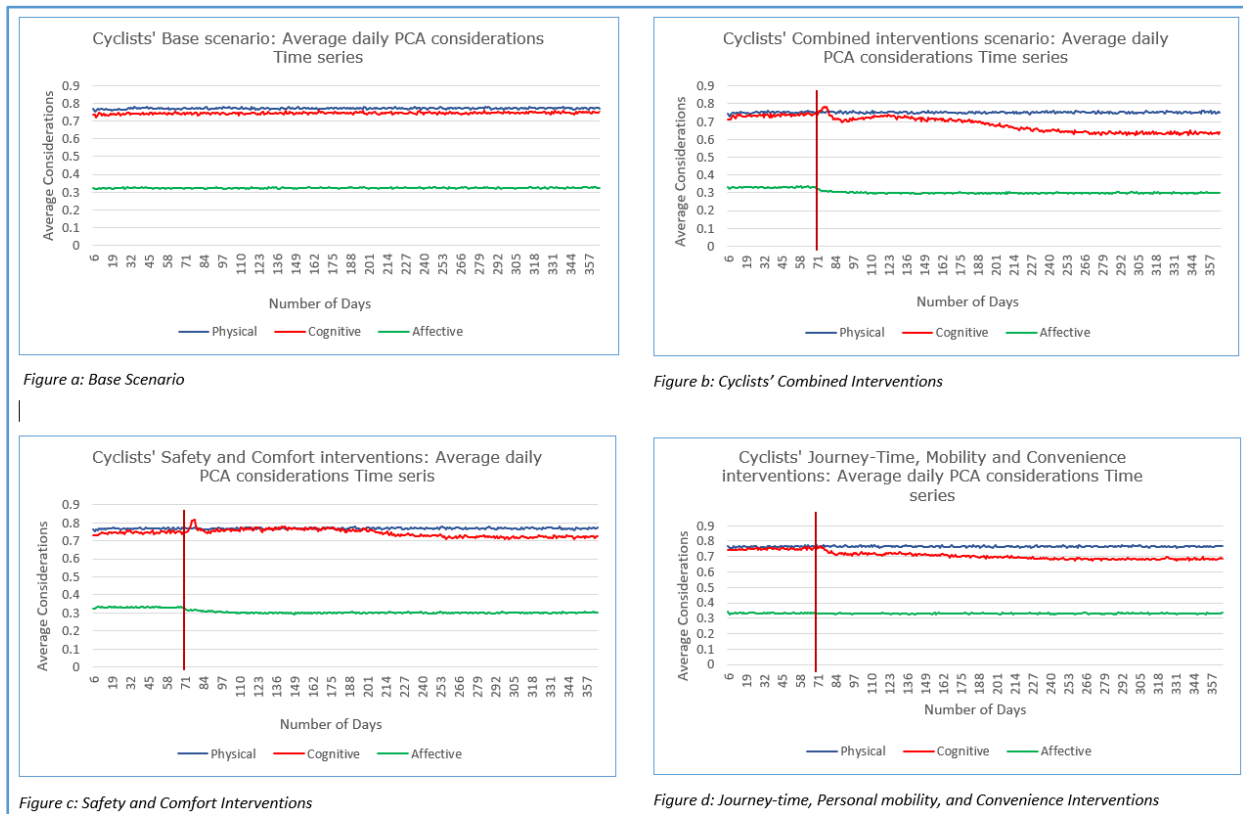 Cyclists' Base scenario: Average daily PCA considerations
Time series
Average Considerations
0.9
0.8
0.7
0.6
0.5
0.4
0.3
0.2
0.1
0
6 19 32 45 58 71 84 97 110 123 136 149 162 175 188 201 214 227 240 253 266 279 292 305 318 331 344 357
Number of Days
Physical Cognitive Affective
Figure a: Base Scenario
Cyclists' Combined interventions scenario: Average daily
PCA considerations Time series
Average Considerations
0.9
0.8
0.7
0.6
0.5
0.4
0.3
0.2
0.1
0
6 19 32 45 58 71 84 97 110 123 136 149 162 175 188 201 214 227 240 253 266 279 292 305 318 331 344 357
Number of Days
Physical Cognitive Affective
Figure b: Cyclists’ Combined Interventions
Cyclists' Safety and Comfort interventions: Average daily
PCA considerations Time seris
Average Considerations
0.9
0.8
0.7
0.6
0.5
0.4
0.3
0.2
0.1
0
6 19 32 45 58 71 84 97 110 123 136 149 162 175 188 201 214 227 240 253 266 279 292 305 318 331 344 357
Number of Days
Physical Cognitive Affective
Figure c: Safety and Comfort Interventions
Cyclists' Journey-Time, Mobility and Convenience
interventions: Average daily PCA considerations Time
series
Average Considerations
0.9
0.8
0.7
0.6
0.5
0.4
0.3
0.2
0.1
0
6 19 32 45 58 71 84 97 110 123 136 149 162 175 188 201 214 227 240 253 266 279 292 305 318 331 344 357
Number of Days
Physical Cognitive Affective
Figure d: Journey-time, Personal mobility, and Convenience Interventions